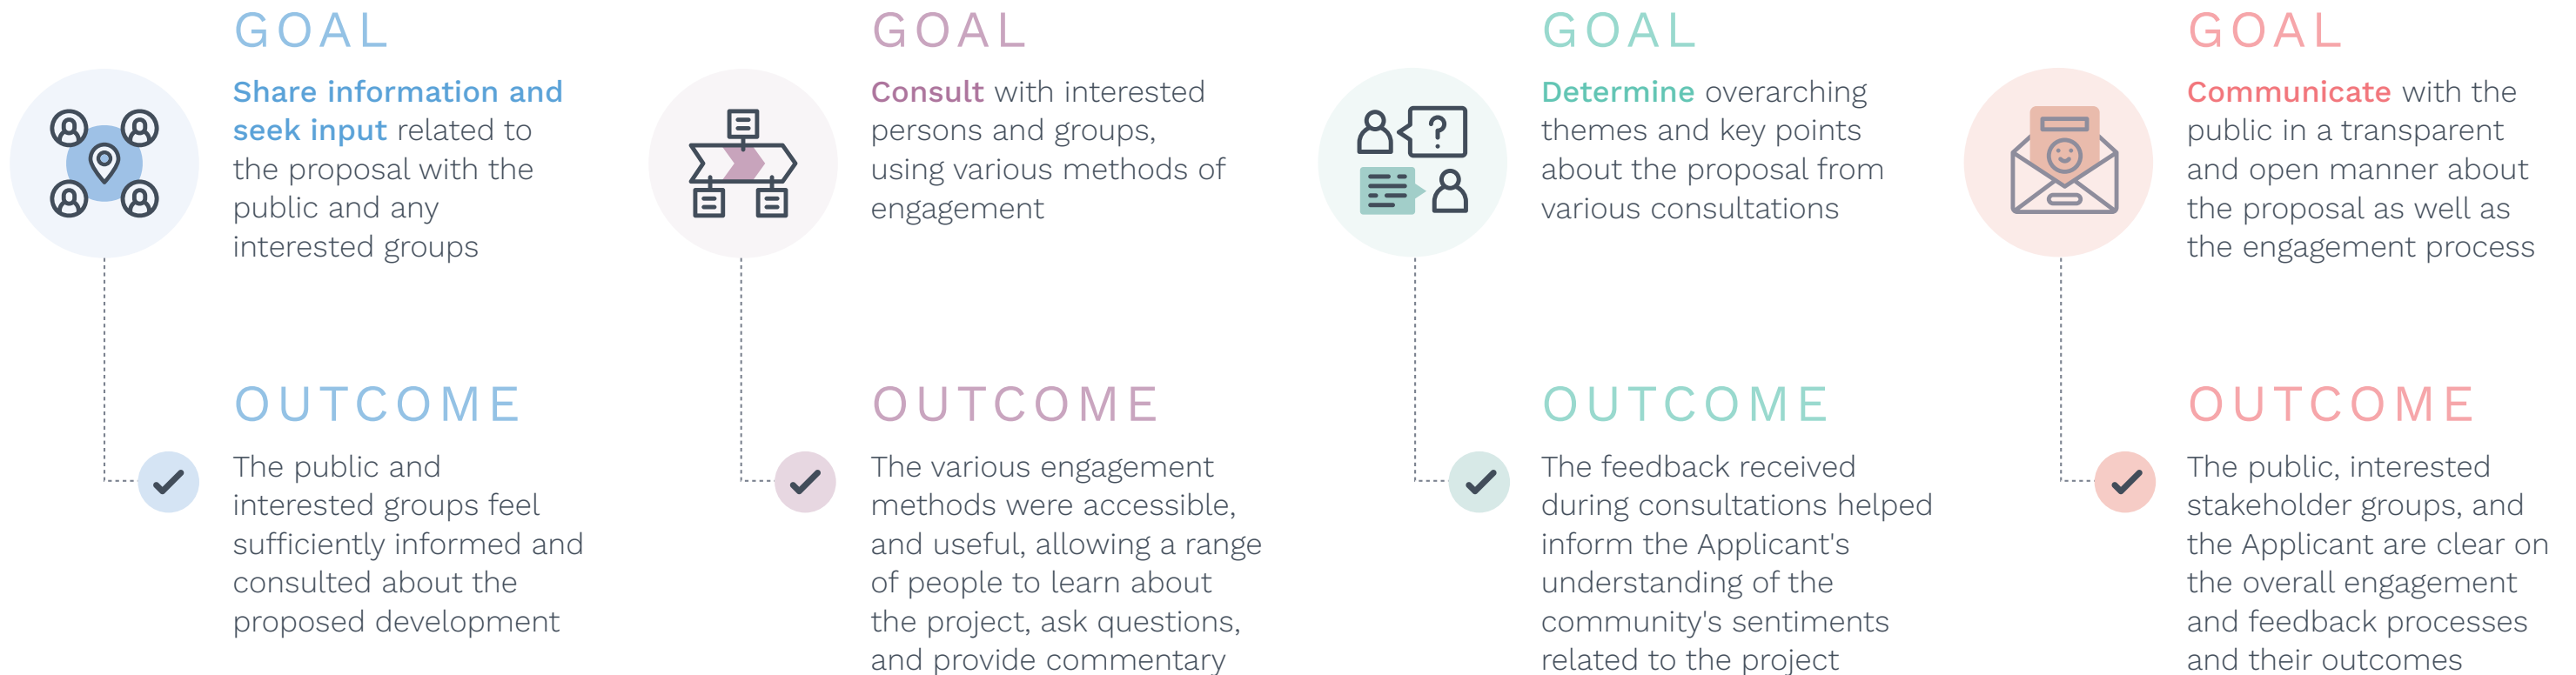 GOAL
Share information and
seek input related to
the proposal with the
public and any
interested groups
OUTCOME
The public and
interested groups feel
sufficiently informed and
consulted about the
proposed development
GOAL
Consult with interested
persons and groups,
using various methods of
engagement
OUTCOME
The various engagement
methods were accessible,
and useful, allowing a range
of people to learn about
the project, ask questions,
and provide commentary
GOAL
Determine overarching
themes and key points
about the proposal from
various consultations
OUTCOME
The feedback received
during consultations helped
inform the Applicant's
understanding of the
community's sentiments
related to the project
GOAL
Communicate with the
public in a transparent
and open manner about
the proposal as well as
the engagement process
OUTCOME
The public, interested
stakeholder groups, and
the Applicant are clear on
the overall engagement
and feedback processes
and their outcomes